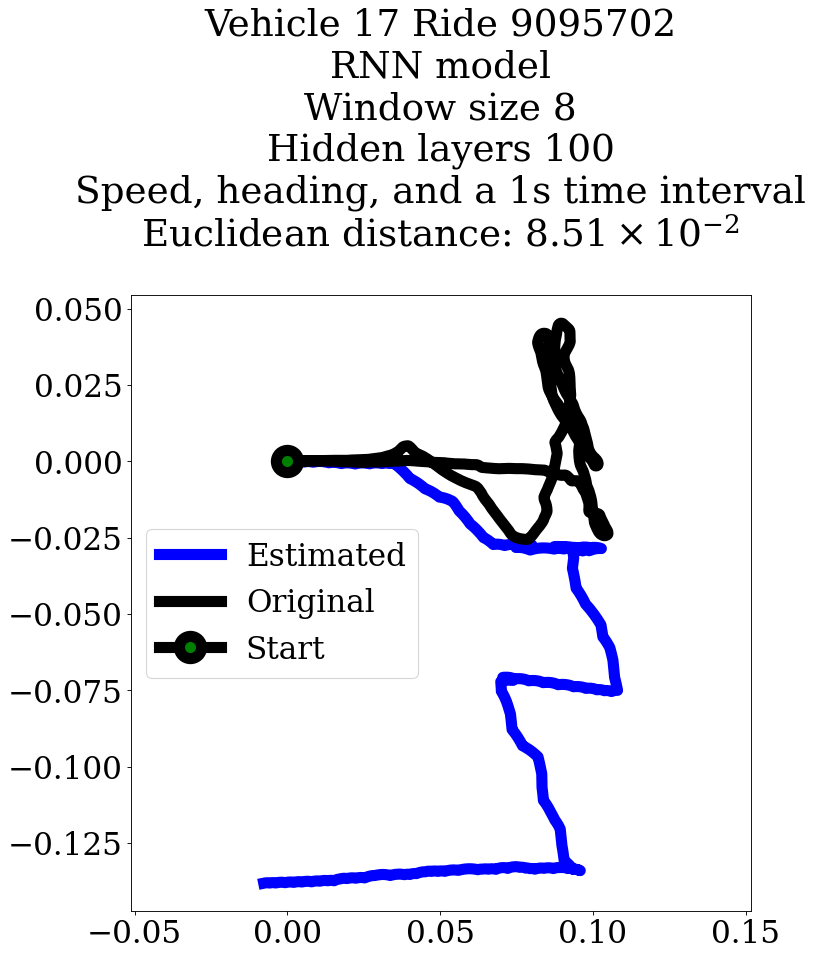 Vehicle 17 Ride 9095702
RNN model
Window size 8
Hidden layers 100
Speed, heading, and a 1s time interval
Euclidean distance: 8.51 × 10⁻²
0.050
0.025
0.000
−0.025
−0.050
−0.075
−0.100
−0.125
Estimated
Original
Start
−0.05 0.00 0.05 0.10 0.15